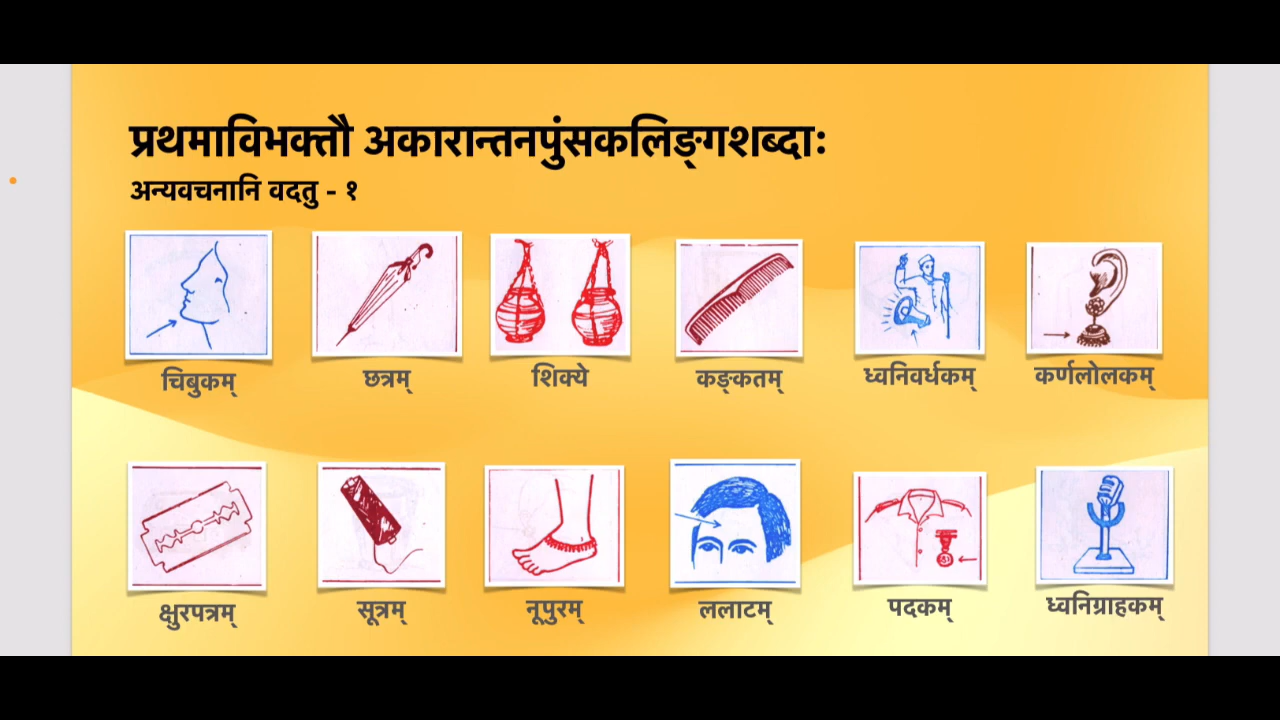 प्रथमाविभक्तौ अकारान्तनपुंसकलिङ्गशब्दाः
अन्यवचनानि वदतु - १
चिबुकम् छत्रम् शिक्ये कङ्कतम् ध्वनिवर्धकम् कर्णलोलकम्
क्षुरपत्रम् सूत्रम् नूपुरम् ललाटम् पदकम् ध्वनिग्राहकम्